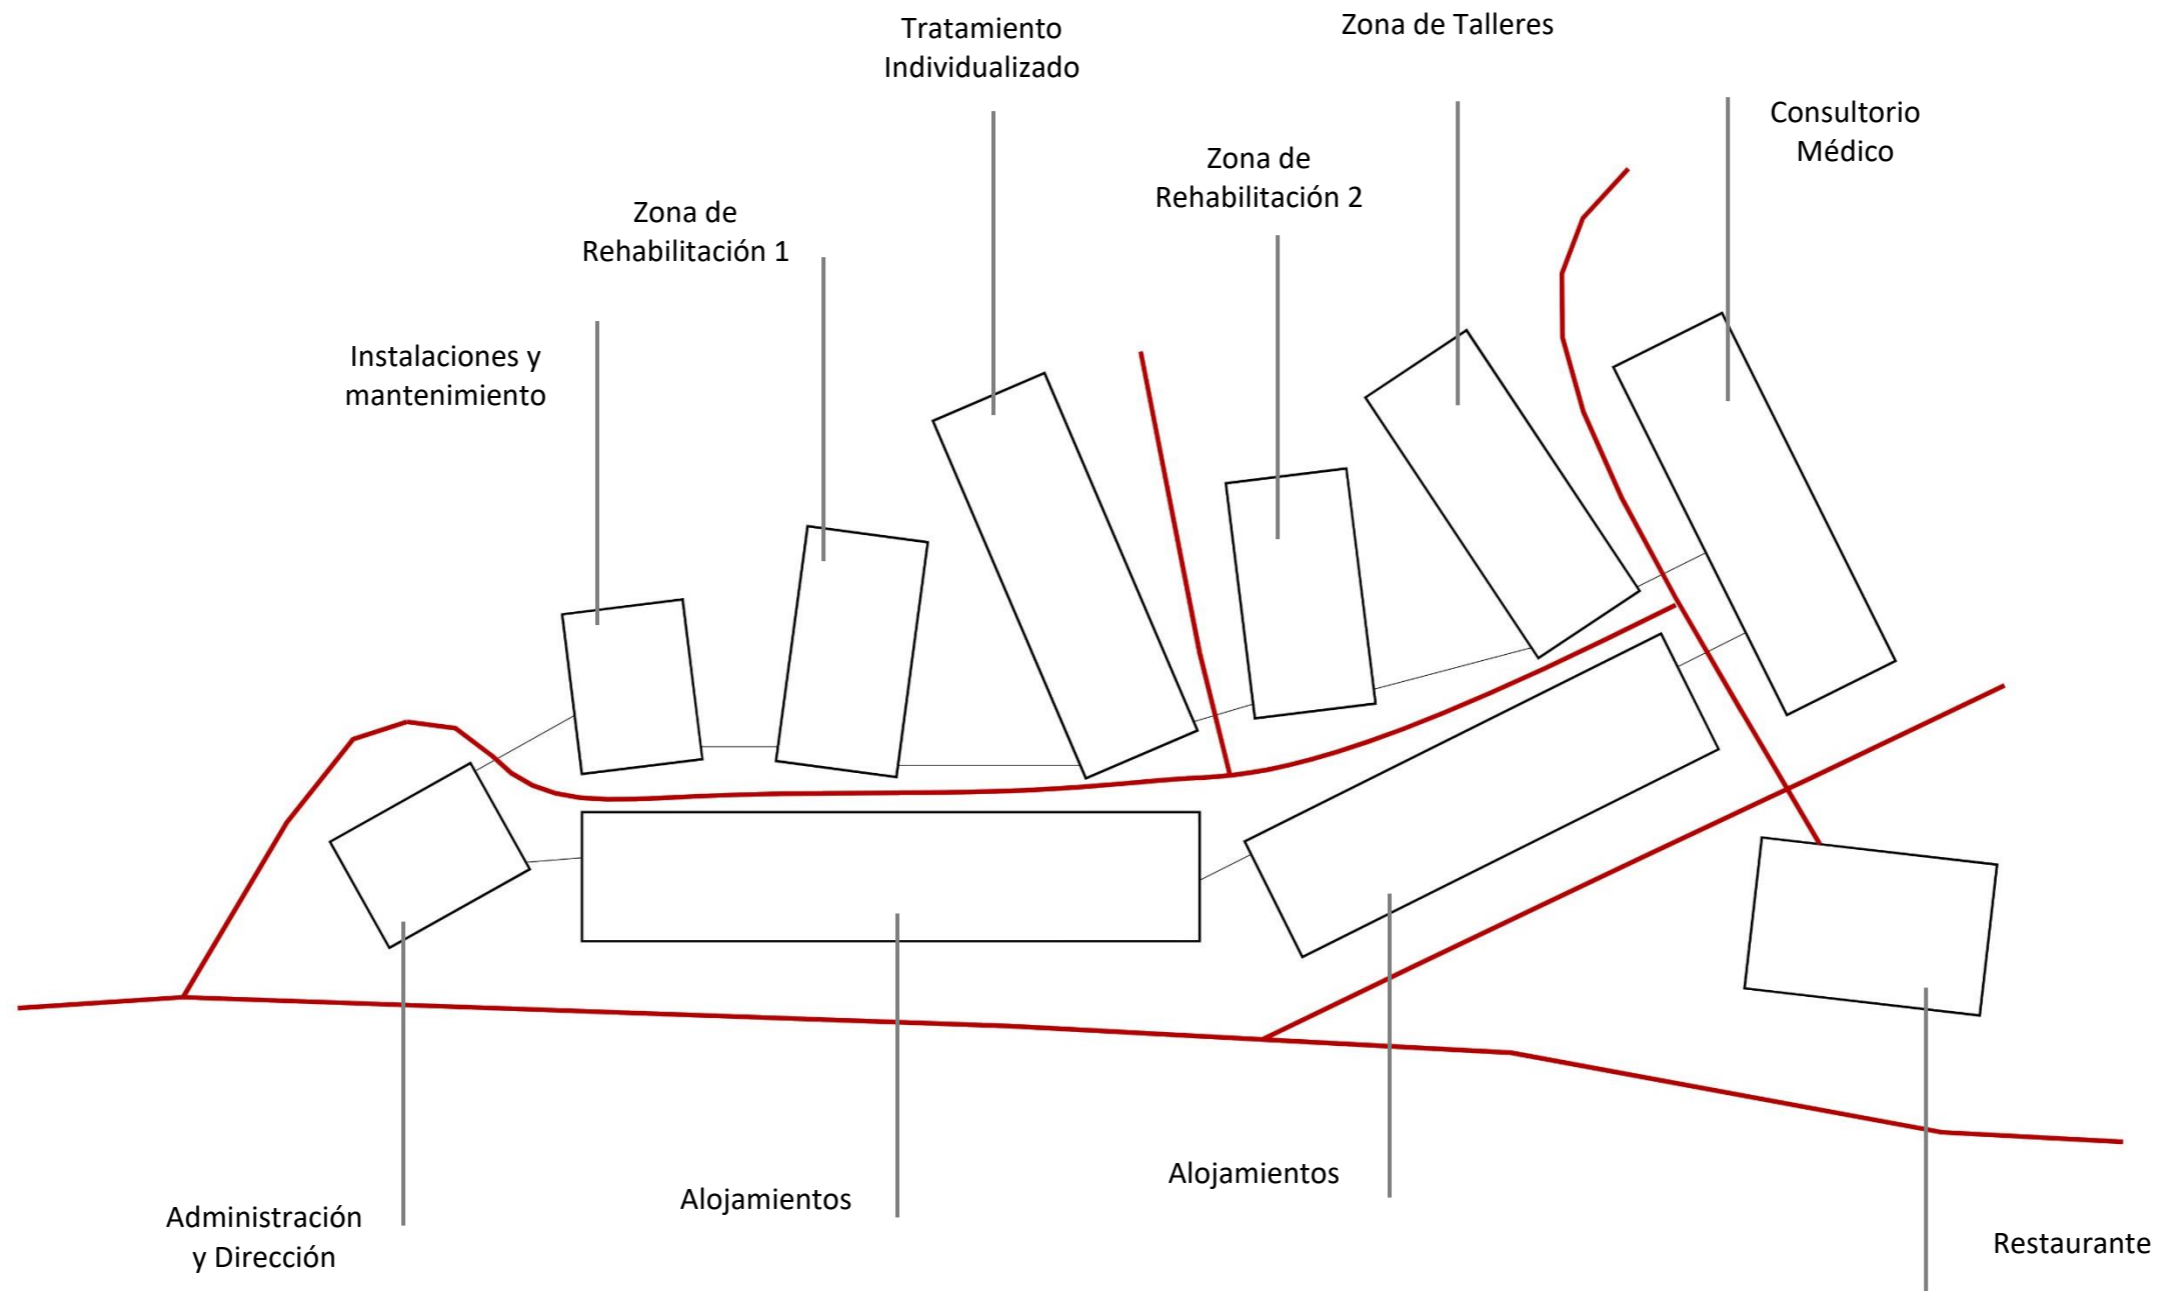 Zona de Talleres
Tratamiento
Individualizado
Consultorio
Médico
Zona de
Rehabilitación 2
Zona de
Rehabilitación 1
Instalaciones y
mantenimiento
Alojamientos
Alojamientos
Administración
y Dirección
Restaurante